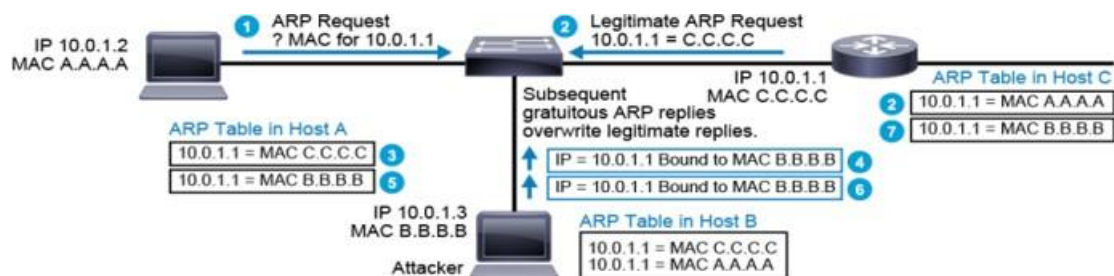 1
ARP Request
? MAC for 10.0.1.1
2
Legitimate ARP Request
10.0.1.1 = C.C.C.C
IP 10.0.1.2
MAC A.A.A.A
IP 10.0.1.1
MAC C.C.C.C
ARP Table in Host C
2
10.0.1.1 = MAC A.A.A.A
7
10.0.1.1 = MAC B.B.B.B
Subsequent
gratuitous ARP replies
overwrite legitimate replies.
ARP Table in Host A
10.0.1.1 = MAC C.C.C.C
3
10.0.1.1 = MAC B.B.B.B
5
IP = 10.0.1.1 Bound to MAC B.B.B.B
4
IP = 10.0.1.1 Bound to MAC B.B.B.B
6
IP 10.0.1.3
MAC B.B.B.B
Attacker
ARP Table in Host B
10.0.1.1 = MAC C.C.C.C
10.0.1.1 = MAC A.A.A.A